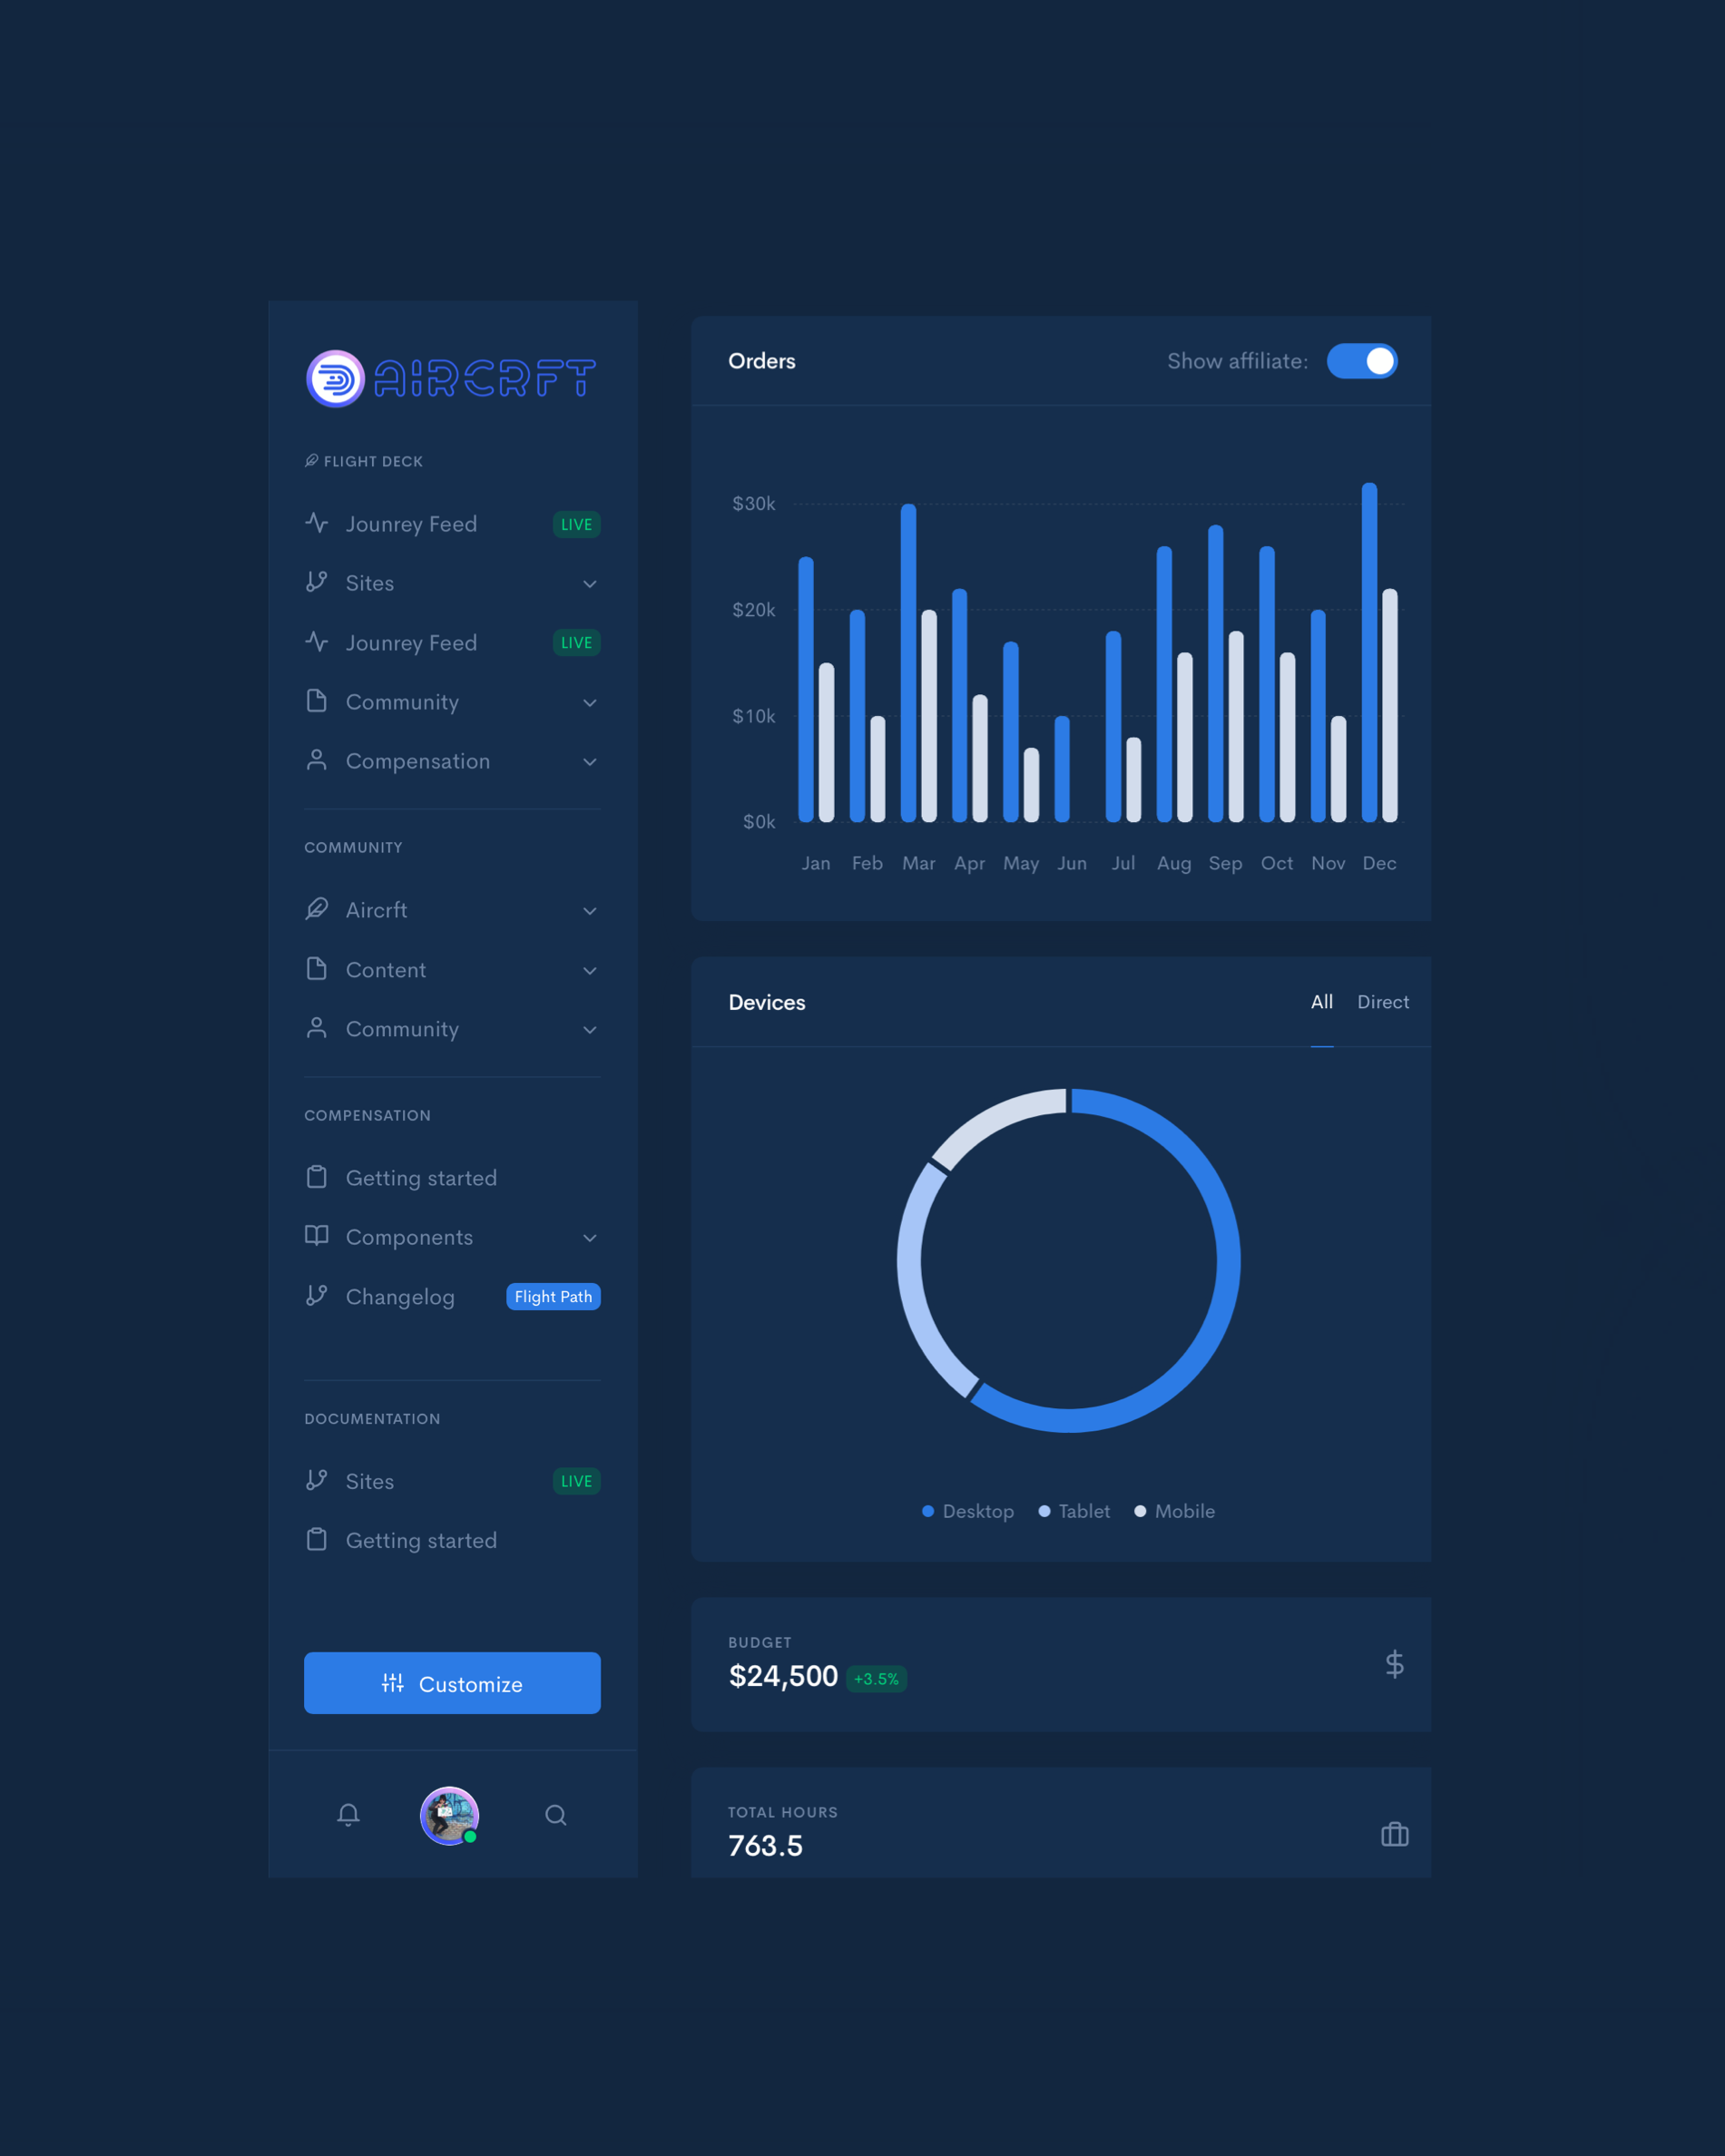 AIRCRFT
FLIGHT DECK
Jounrey Feed LIVE
Sites
Jounrey Feed LIVE
Community
Compensation
COMMUNITY
Aircrft
Content
Community
COMPENSATION
Getting started
Components
Changelog Flight Path
DOCUMENTATION
Sites LIVE
Getting started
Customize
Orders Show affiliate:
$30k
$20k
$10k
$0k
Jan Feb Mar Apr May Jun Jul Aug Sep Oct Nov Dec
Devices All Direct
Desktop Tablet Mobile
BUDGET
$24,500 +3.5%
TOTAL HOURS
763.5